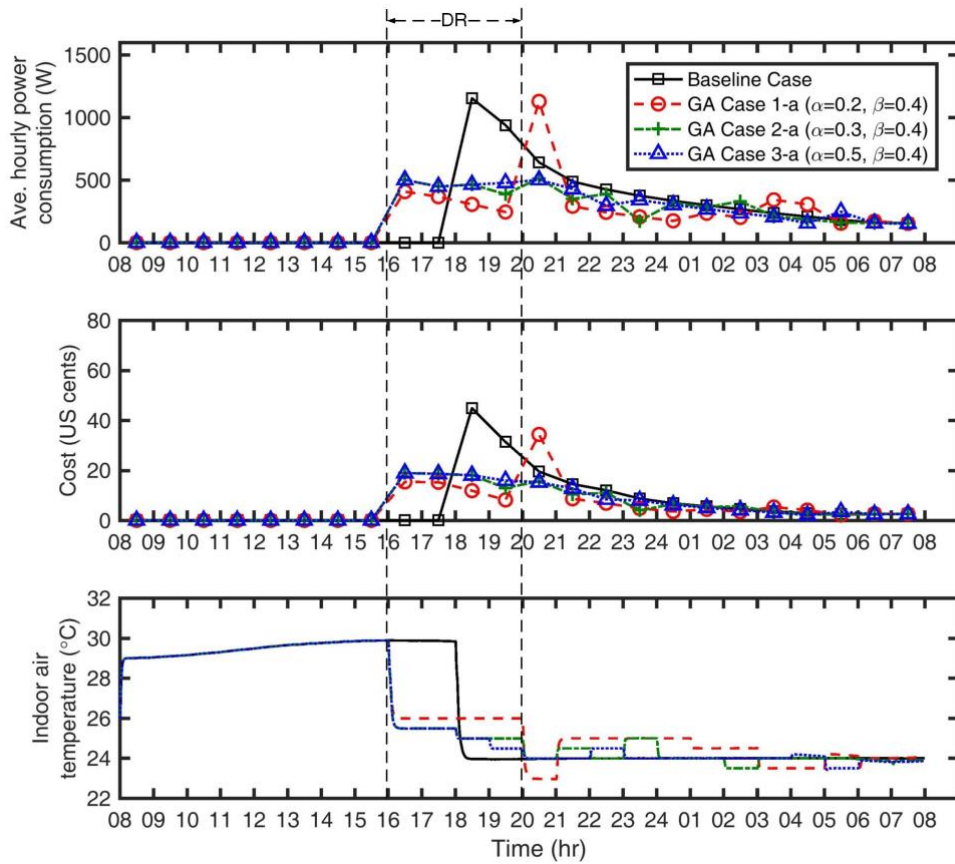 DR
1500
1000
500
0
Ave. hourly power
consumption (W)
Baseline Case
GA Case 1-a (α=0.2, β=0.4)
GA Case 2-a (α=0.3, β=0.4)
GA Case 3-a (α=0.5, β=0.4)
08 09 10 11 12 13 14 15 16 17 18 19 20 21 22 23 24 01 02 03 04 05 06 07 08
80
60
40
20
0
Cost (US cents)
08 09 10 11 12 13 14 15 16 17 18 19 20 21 22 23 24 01 02 03 04 05 06 07 08
32
30
28
26
24
22
Indoor air
temperature (°C)
08 09 10 11 12 13 14 15 16 17 18 19 20 21 22 23 24 01 02 03 04 05 06 07 08
Time (hr)